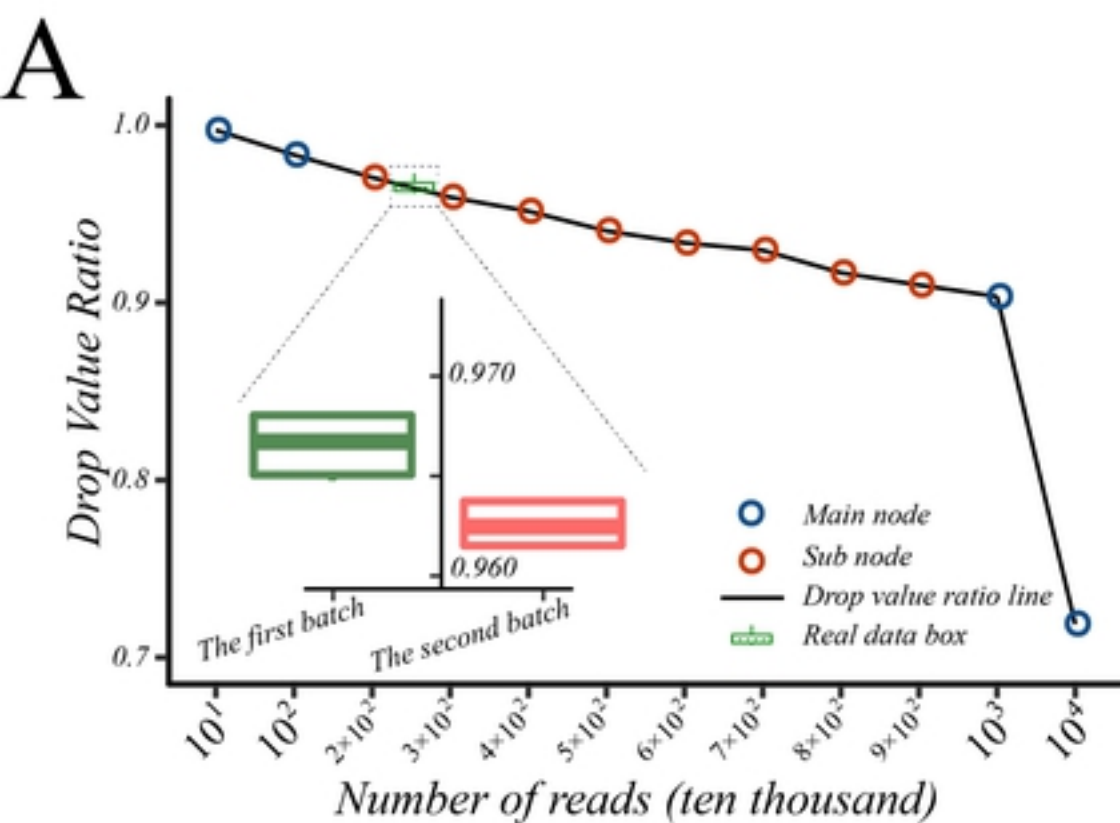 A
1.0
0.9
0.8
0.7
Drop Value Ratio
0.970
0.960
The first batch
The second batch
Main node
Sub node
Drop value ratio line
Real data box
10⁻¹
10⁻²
2×10⁻²
3×10⁻²
4×10⁻²
5×10⁻²
6×10⁻²
7×10⁻²
8×10⁻²
9×10⁻²
10⁻³
10⁻⁴
Number of reads (ten thousand)